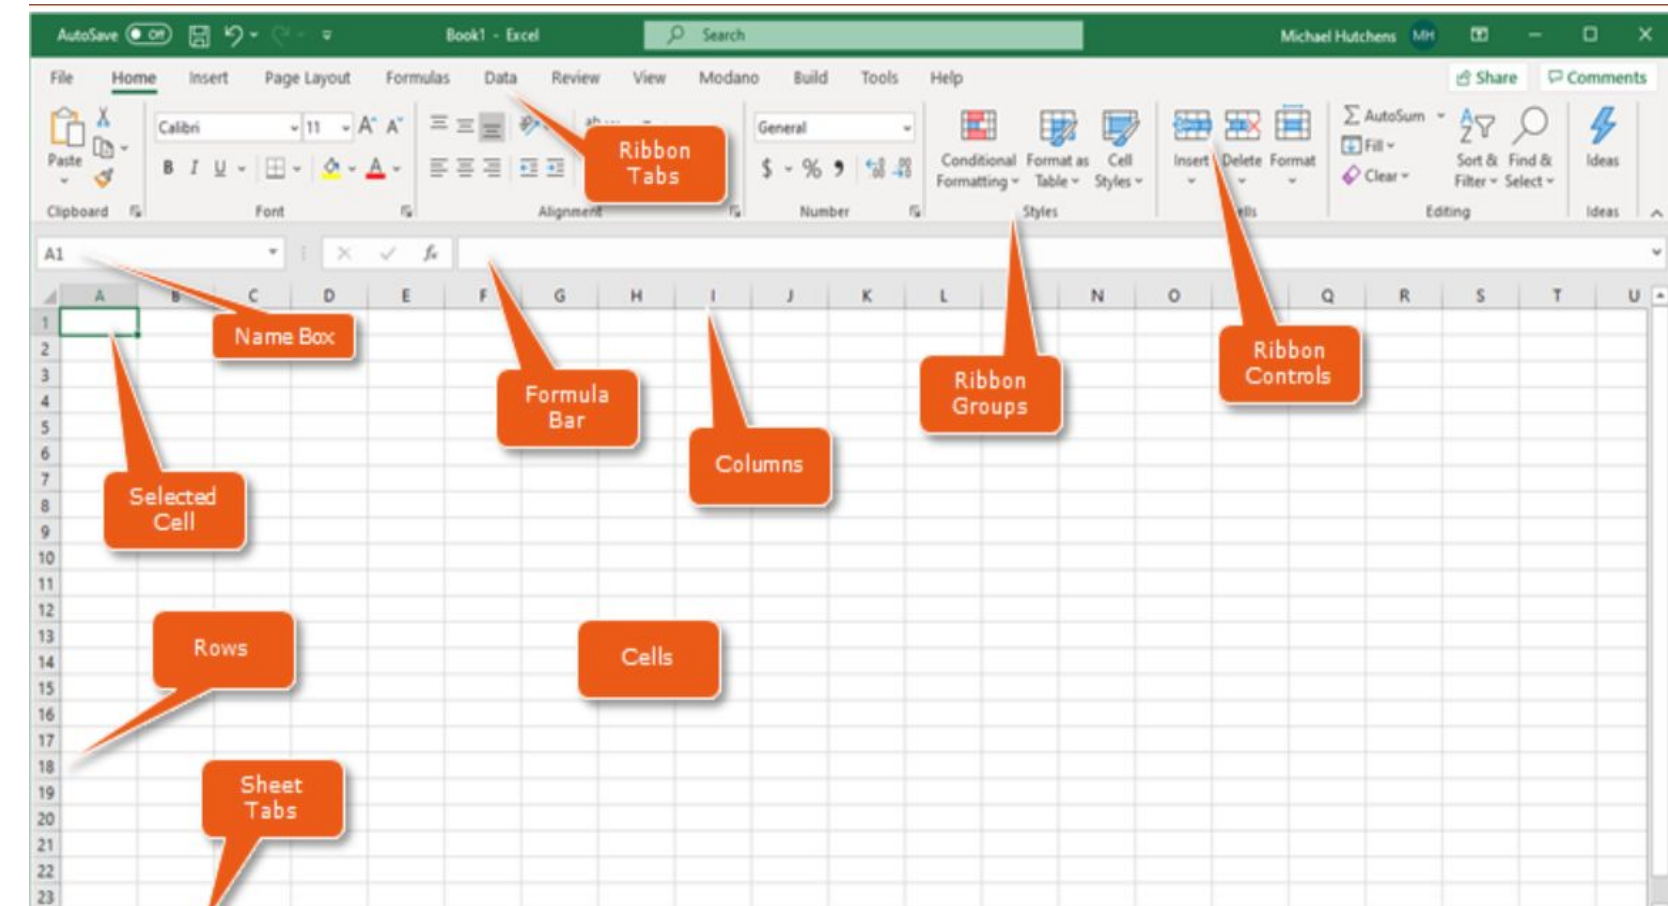 AutoSave Off Book1 - Excel Search Michael Hutchens MH
File Home Insert Page Layout Formulas Data Review View Modano Build Tools Help Share Comments
Calibri 11 A^ A˅ General AutoSum
Ribbon Tabs
Paste B I U A $ % 9 Conditional Formatting Format as Table Cell Styles Insert Delete Format Fill Clear Sort & Filter Find & Select Ideas
Clipboard Font Alignment Number Styles Editing Ideas
A1 fx
A B C D E F G H I J K L N O Q R S T U
1
2
3
4
5
6
7
8
9
10
11
12
13
14
15
16
17
18
19
20
21
22
23
Name Box
Formula
Bar
Columns
Ribbon
Groups
Ribbon
Controls
Selected
Cell
Rows
Cells
Sheet
Tabs